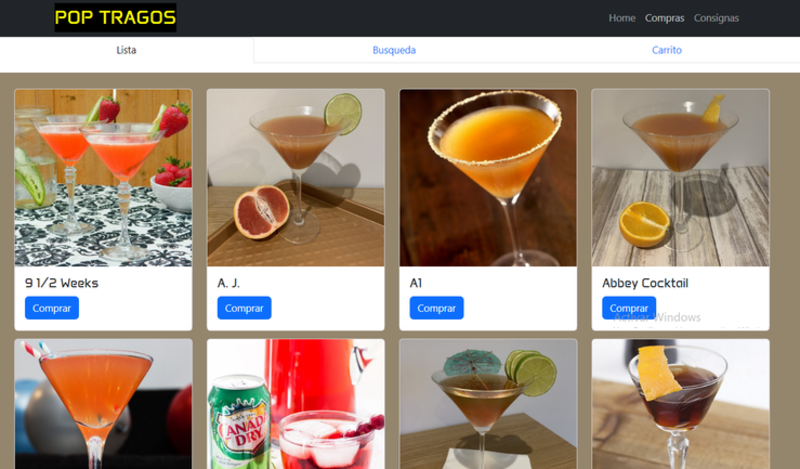 POP TRAGOS
Home Compras Consignas
Lista Busqueda Carrito
9 1/2 Weeks
A. J.
A1
Abbey Cocktail
Comprar
Comprar
Comprar
Comprar
Activar Windows
CANADA
DRY